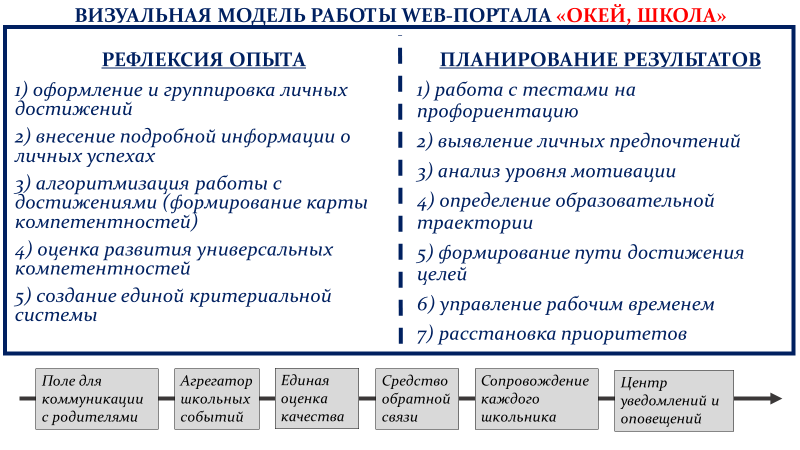 ВИЗУАЛЬНАЯ МОДЕЛЬ РАБОТЫ WEB-ПОРТАЛА «ОКЕЙ, ШКОЛА»
РЕФЛЕКСИЯ ОПЫТА
1) оформление и группировка личных
достижений
2) внесение подробной информации о
личных успехах
3) алгоритмизация работы с
достижениями (формирование карты
компетентностей)
4) оценка развития универсальных
компетентностей
5) создание единой критериальной
системы
ПЛАНИРОВАНИЕ РЕЗУЛЬТАТОВ
1) работа с тестами на
профориентацию
2) выявление личных предпочтений
3) анализ уровня мотивации
4) определение образовательной
траектории
5) формирование пути достижения
целей
6) управление рабочим временем
7) расстановка приоритетов
Поле для
коммуникации
с родителями
Агрегатор
школьных
событий
Единая
оценка
качества
Средство
обратной
связи
Сопровождение
каждого
школьника
Центр
уведомлений и
оповещений